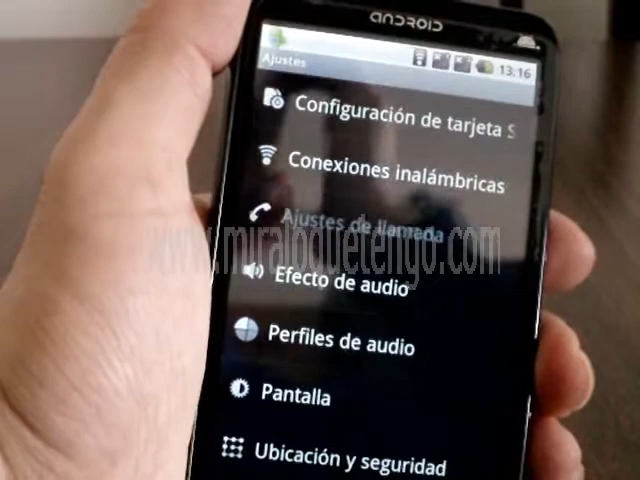 ANDROID
Ajustes
13:16
Configuración de tarjeta S
Conexiones inalámbricas
Ajustes de llamada
www.miraloquetengo.com
Efecto de audio
Perfiles de audio
Pantalla
Ubicación y seguridad